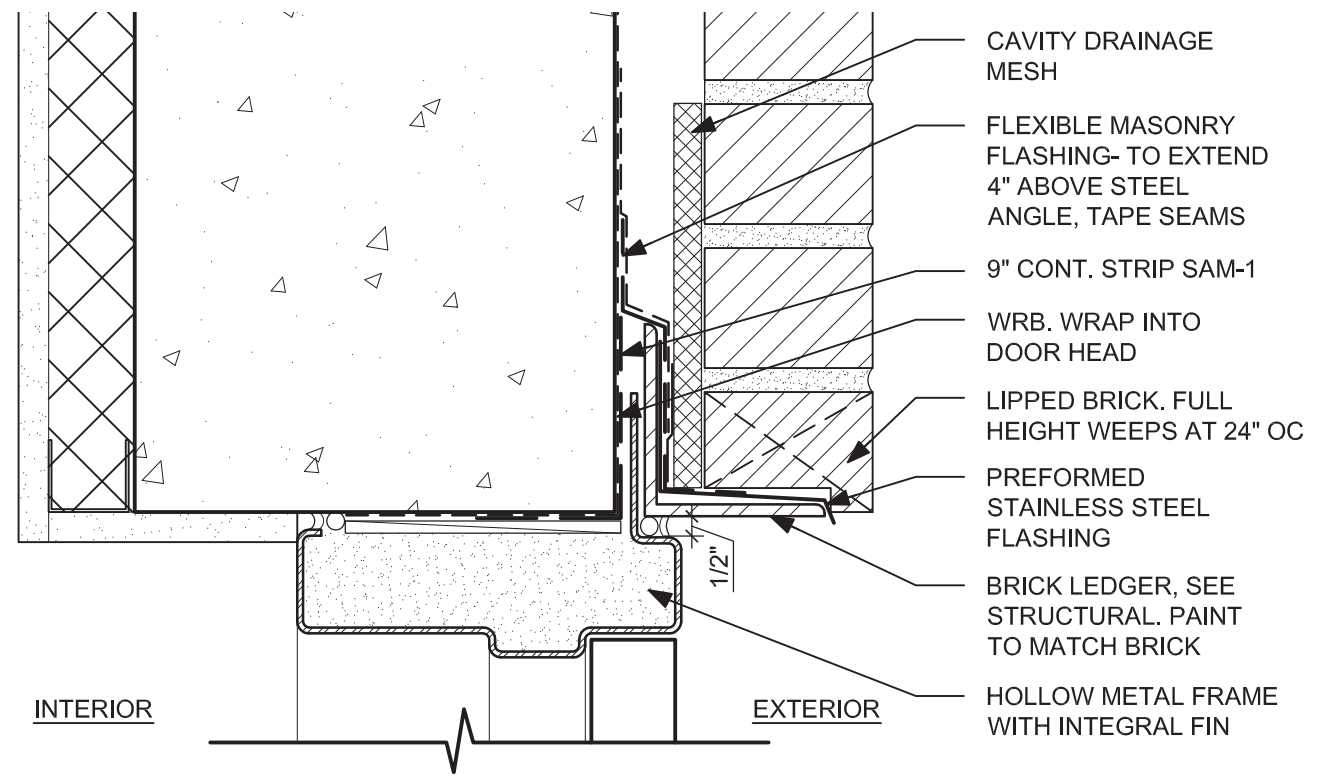 CAVITY DRAINAGE
MESH
FLEXIBLE MASONRY
FLASHING- TO EXTEND
4" ABOVE STEEL
ANGLE, TAPE SEAMS
9" CONT. STRIP SAM-1
WRB. WRAP INTO
DOOR HEAD
LIPPED BRICK. FULL
HEIGHT WEEPS AT 24" OC
PREFORMED
STAINLESS STEEL
FLASHING
1/2"
BRICK LEDGER, SEE
STRUCTURAL. PAINT
TO MATCH BRICK
HOLLOW METAL FRAME
WITH INTEGRAL FIN
INTERIOR
EXTERIOR